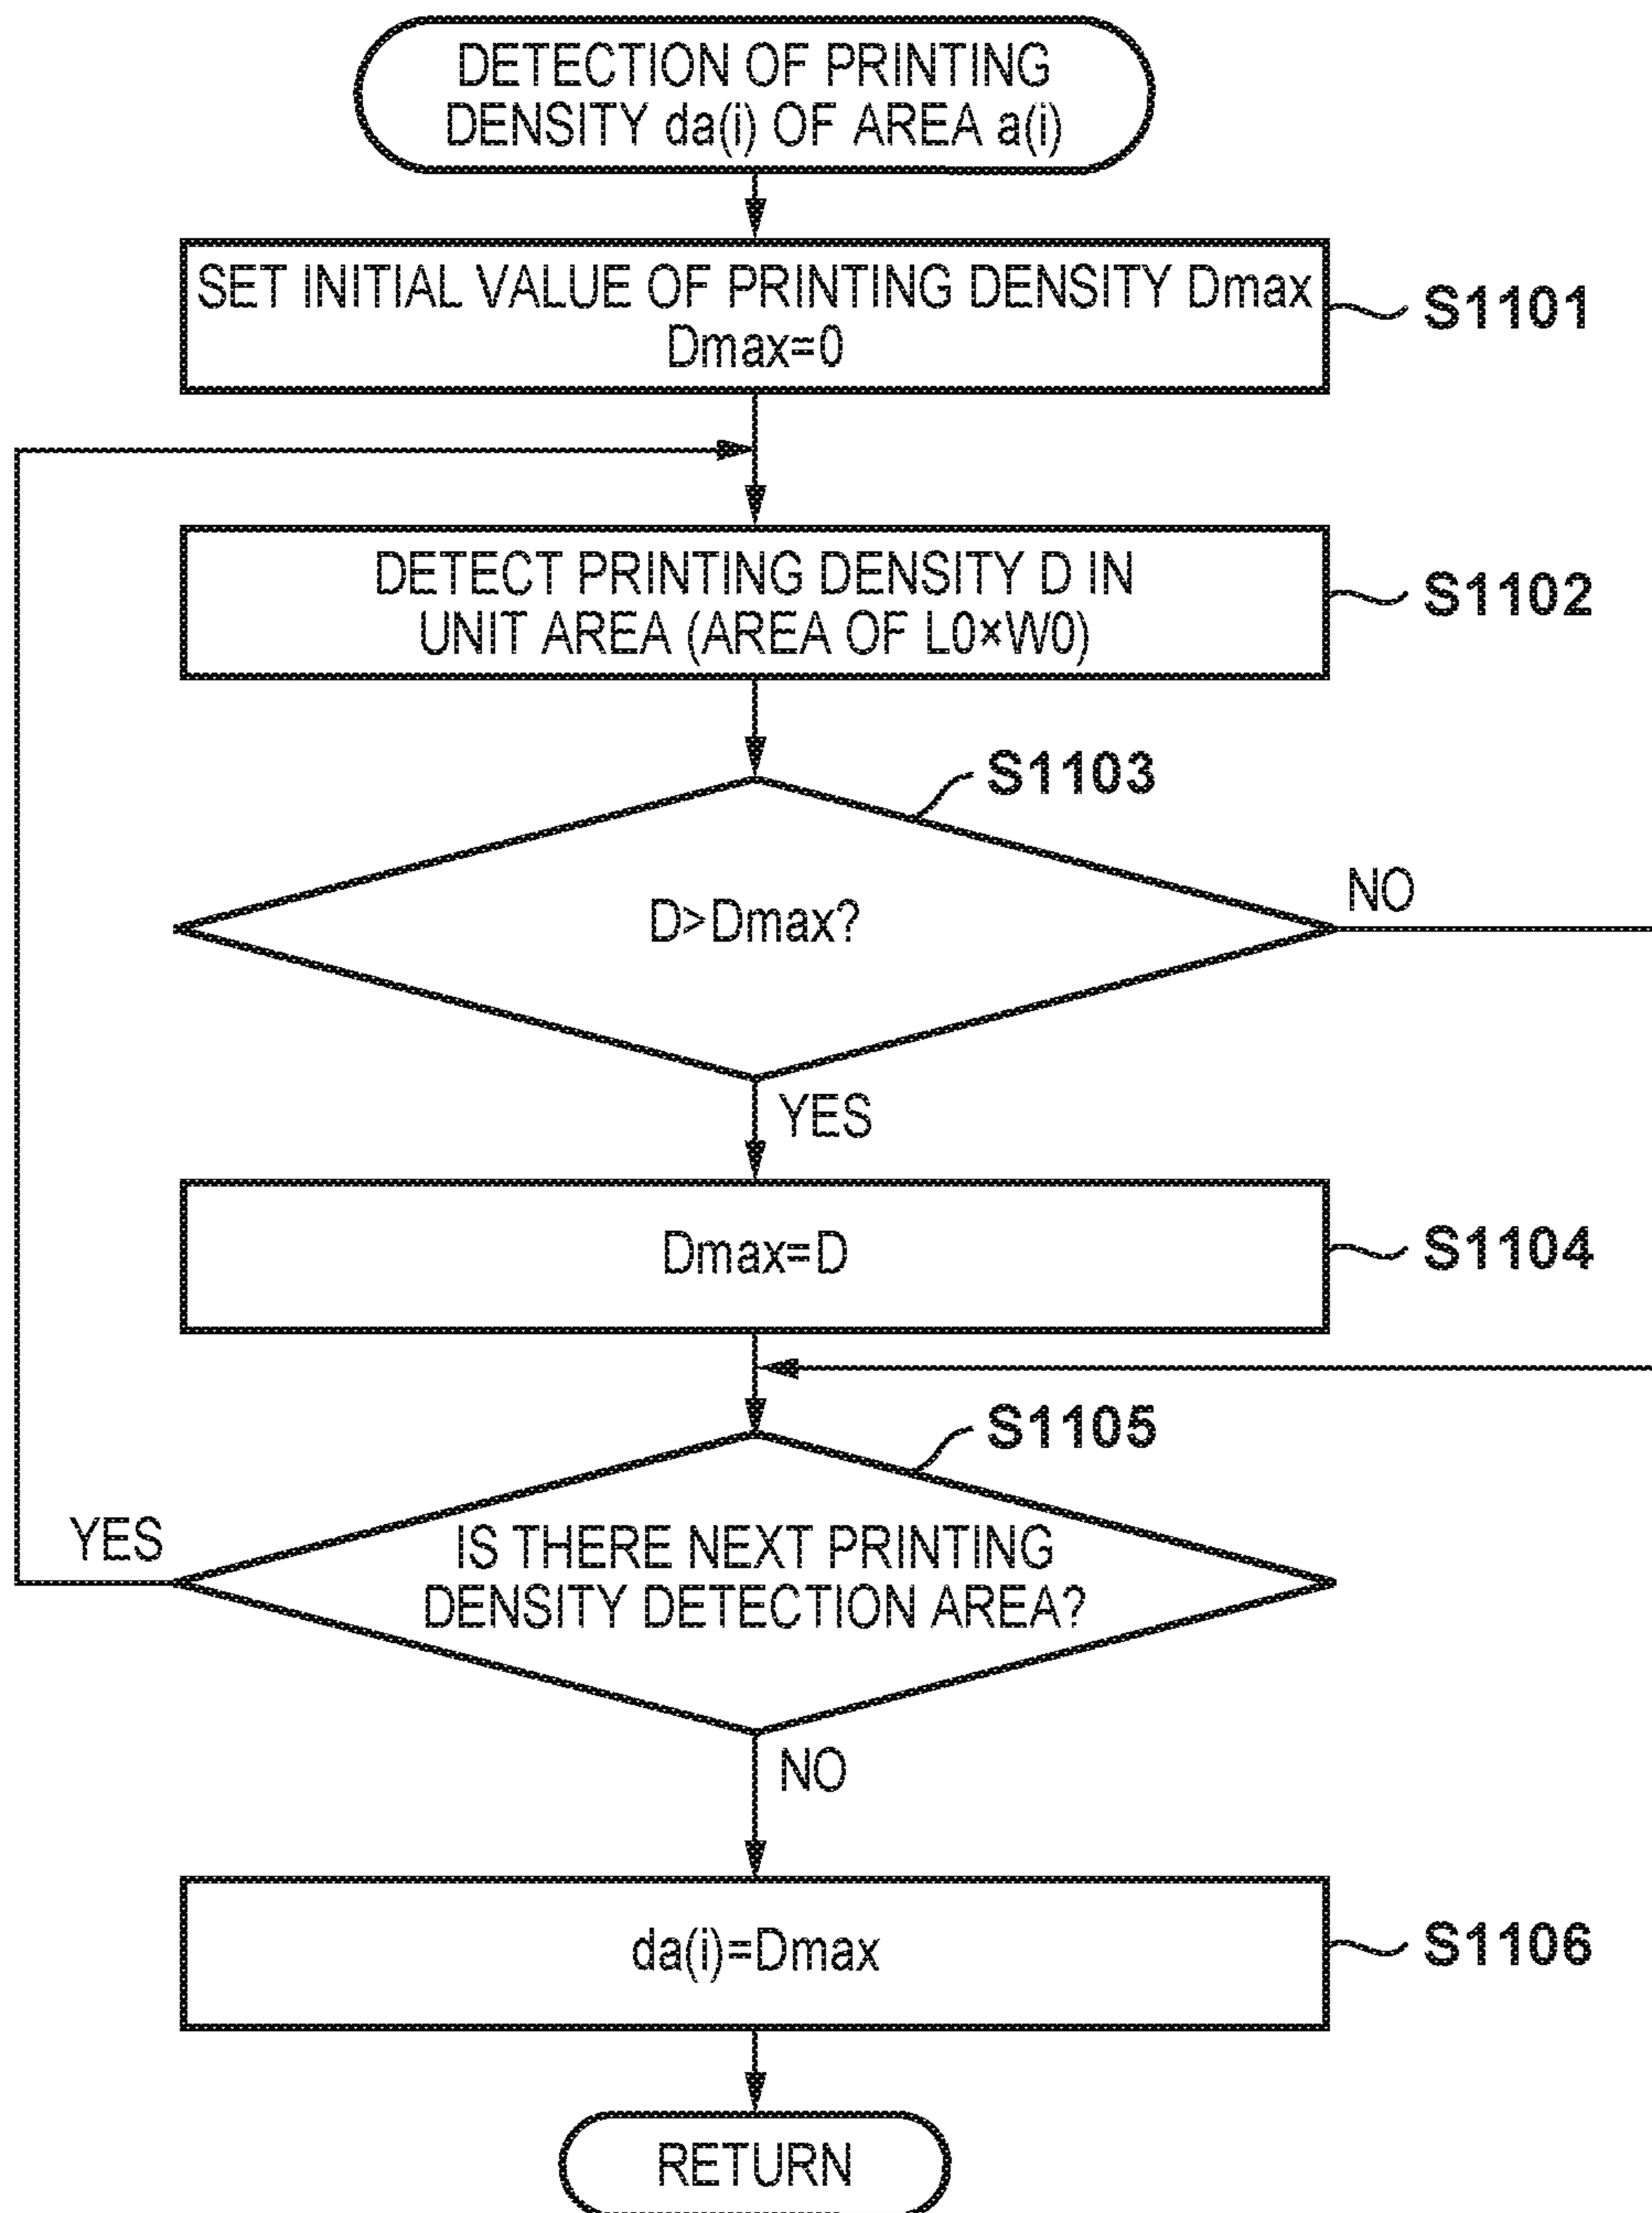 DETECTION OF PRINTING
DENSITY da(i) OF AREA a(i)
SET INITIAL VALUE OF PRINTING DENSITY Dmax
Dmax=0
S1101
DETECT PRINTING DENSITY D IN
UNIT AREA (AREA OF L0×W0)
S1102
S1103
D>Dmax?
NO
YES
Dmax=D
S1104
S1105
IS THERE NEXT PRINTING
DENSITY DETECTION AREA?
YES
NO
da(i)=Dmax
S1106
RETURN